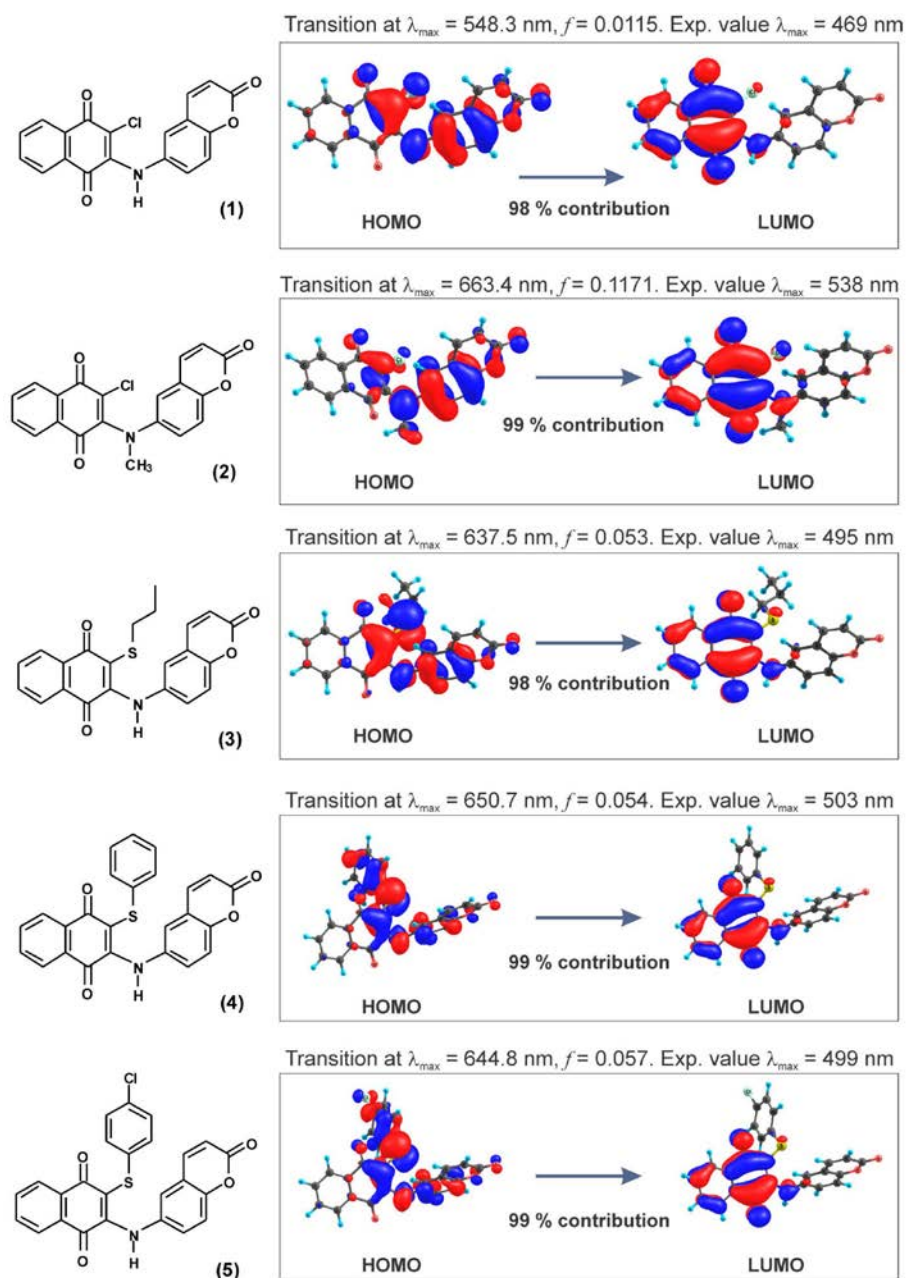 Transition at λmax = 548.3 nm, f = 0.0115. Exp. value λmax = 469 nm
O
Cl
O
O
O
N
H
(1)
HOMO
98 % contribution
LUMO
Transition at λmax = 663.4 nm, f = 0.1171. Exp. value λmax = 538 nm
O
Cl
O
O
O
N
CH3
(2)
HOMO
99 % contribution
LUMO
Transition at λmax = 637.5 nm, f = 0.053. Exp. value λmax = 495 nm
O
S
O
O
O
N
H
(3)
HOMO
98 % contribution
LUMO
Transition at λmax = 650.7 nm, f = 0.054. Exp. value λmax = 503 nm
O
S
O
O
O
N
H
(4)
HOMO
99 % contribution
LUMO
Transition at λmax = 644.8 nm, f = 0.057. Exp. value λmax = 499 nm
Cl
O
S
O
O
O
N
H
(5)
HOMO
99 % contribution
LUMO